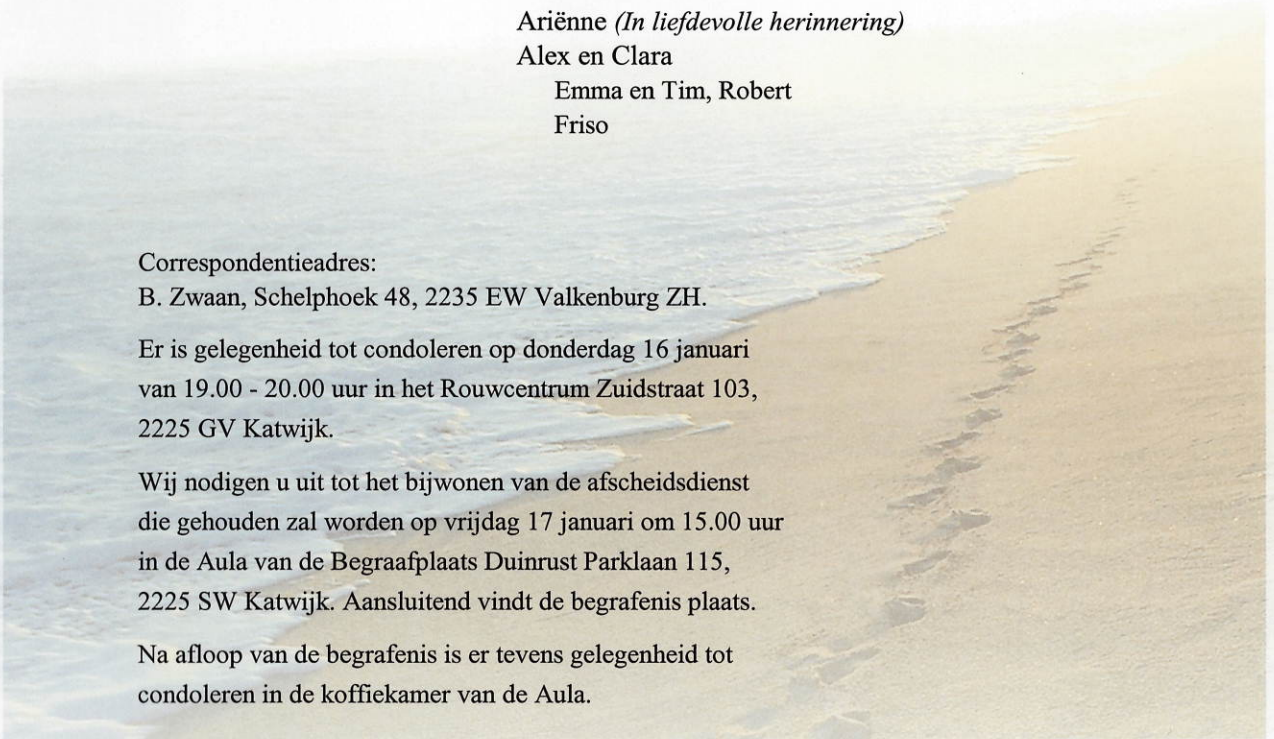 Ariënne (In liefdevolle herinnering)
Alex en Clara
Emma en Tim, Robert
Friso
Correspondentieadres:
B. Zwaan, Schelphoek 48, 2235 EW Valkenburg ZH.
Er is gelegenheid tot condoleren op donderdag 16 januari
van 19.00 - 20.00 uur in het Rouwcentrum Zuidstraat 103,
2225 GV Katwijk.
Wij nodigen u uit tot het bijwonen van de afscheidsdienst
die gehouden zal worden op vrijdag 17 januari om 15.00 uur
in de Aula van de Begraafplaats Duinrust Parklaan 115,
2225 SW Katwijk. Aansluitend vindt de begrafenis plaats.
Na afloop van de begrafenis is er tevens gelegenheid tot
condoleren in de koffiekamer van de Aula.